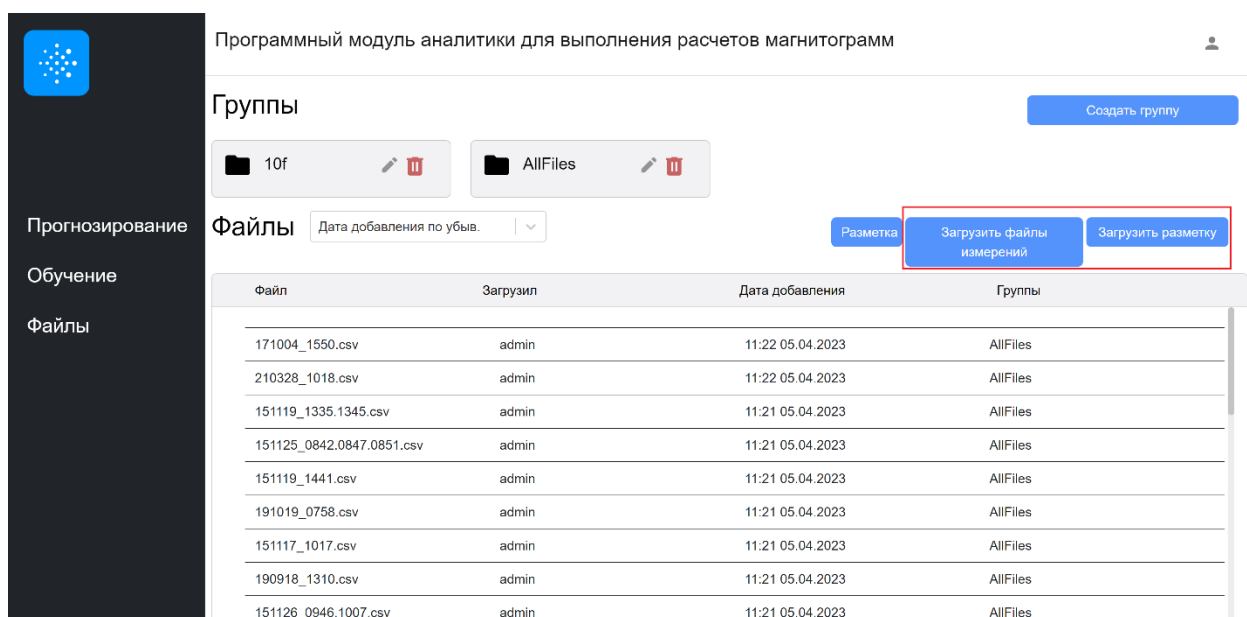 Программный модуль аналитики для выполнения расчетов магнитограмм
Группы
Создать группу
10f
AllFiles
Прогнозирование
Обучение
Файлы
Файлы
Дата добавления по убыв.
Разметка
Загрузить файлы
измерений
Загрузить разметку
Файл Загрузил Дата добавления Группы
171004_1550.csv admin 11:22 05.04.2023 AllFiles
210328_1018.csv admin 11:22 05.04.2023 AllFiles
151119_1335.1345.csv admin 11:21 05.04.2023 AllFiles
151125_0842.0847.0851.csv admin 11:21 05.04.2023 AllFiles
151119_1441.csv admin 11:21 05.04.2023 AllFiles
191019_0758.csv admin 11:21 05.04.2023 AllFiles
151117_1017.csv admin 11:21 05.04.2023 AllFiles
190918_1310.csv admin 11:21 05.04.2023 AllFiles
151126_0946.1007.csv admin 11:21 05.04.2023 AllFiles